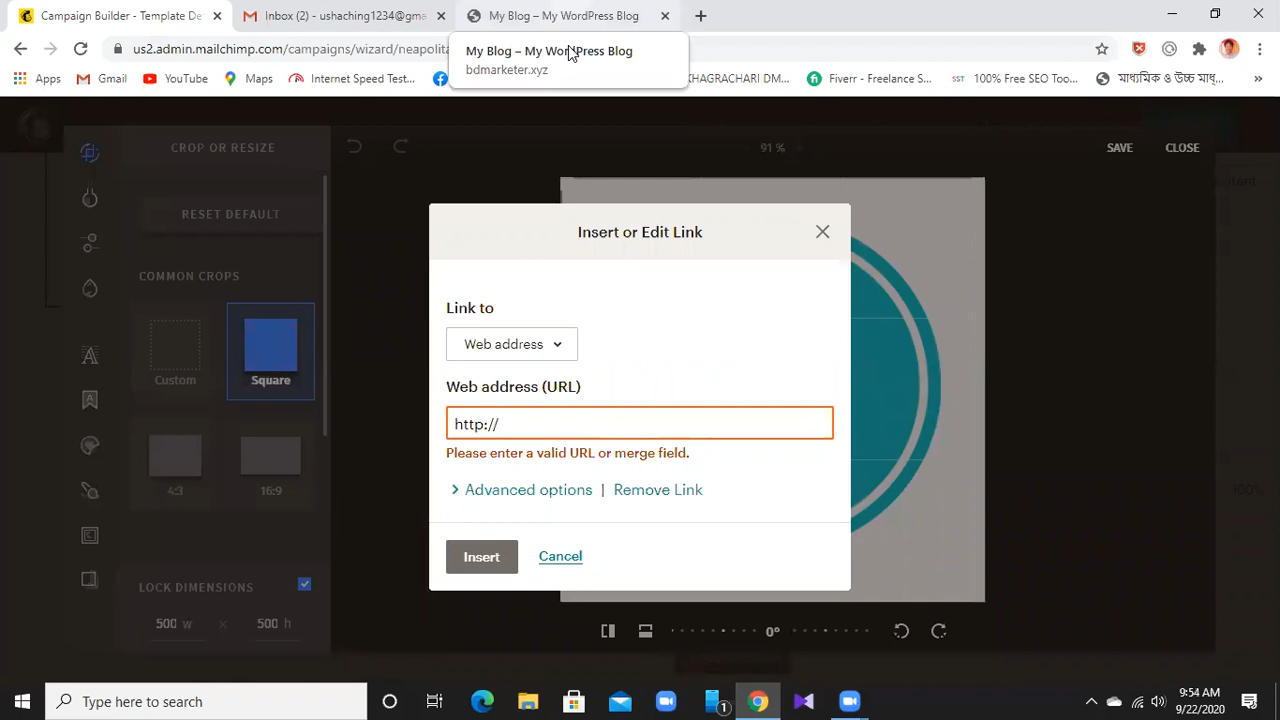 Campaign Builder - Template De
Inbox (2) - ushaching1234@gma
My Blog – My WordPress Blog
us2.admin.mailchimp.com/campaigns/wizard/neapolita
My Blog – My WordPress Blog
bdmarketer.xyz
Apps
Gmail
YouTube
Maps
Internet Speed Test...
KHAGRACHARI DM...
Fiverr - Freelance S...
SST
100% Free SEO Too...
মাধ্যমিক ও উচ্চ মা...
CROP OR RESIZE
91 %
SAVE
CLOSE
RESET DEFAULT
COMMON CROPS
Custom
Square
4:3
16:9
LOCK DIMENSIONS
500 w
500 h
Insert or Edit Link
Link to
Web address
Web address (URL)
http://
Please enter a valid URL or merge field.
Advanced options | Remove Link
Insert
Cancel
0°
100%
Type here to search
1
9:54 AM
9/22/2020